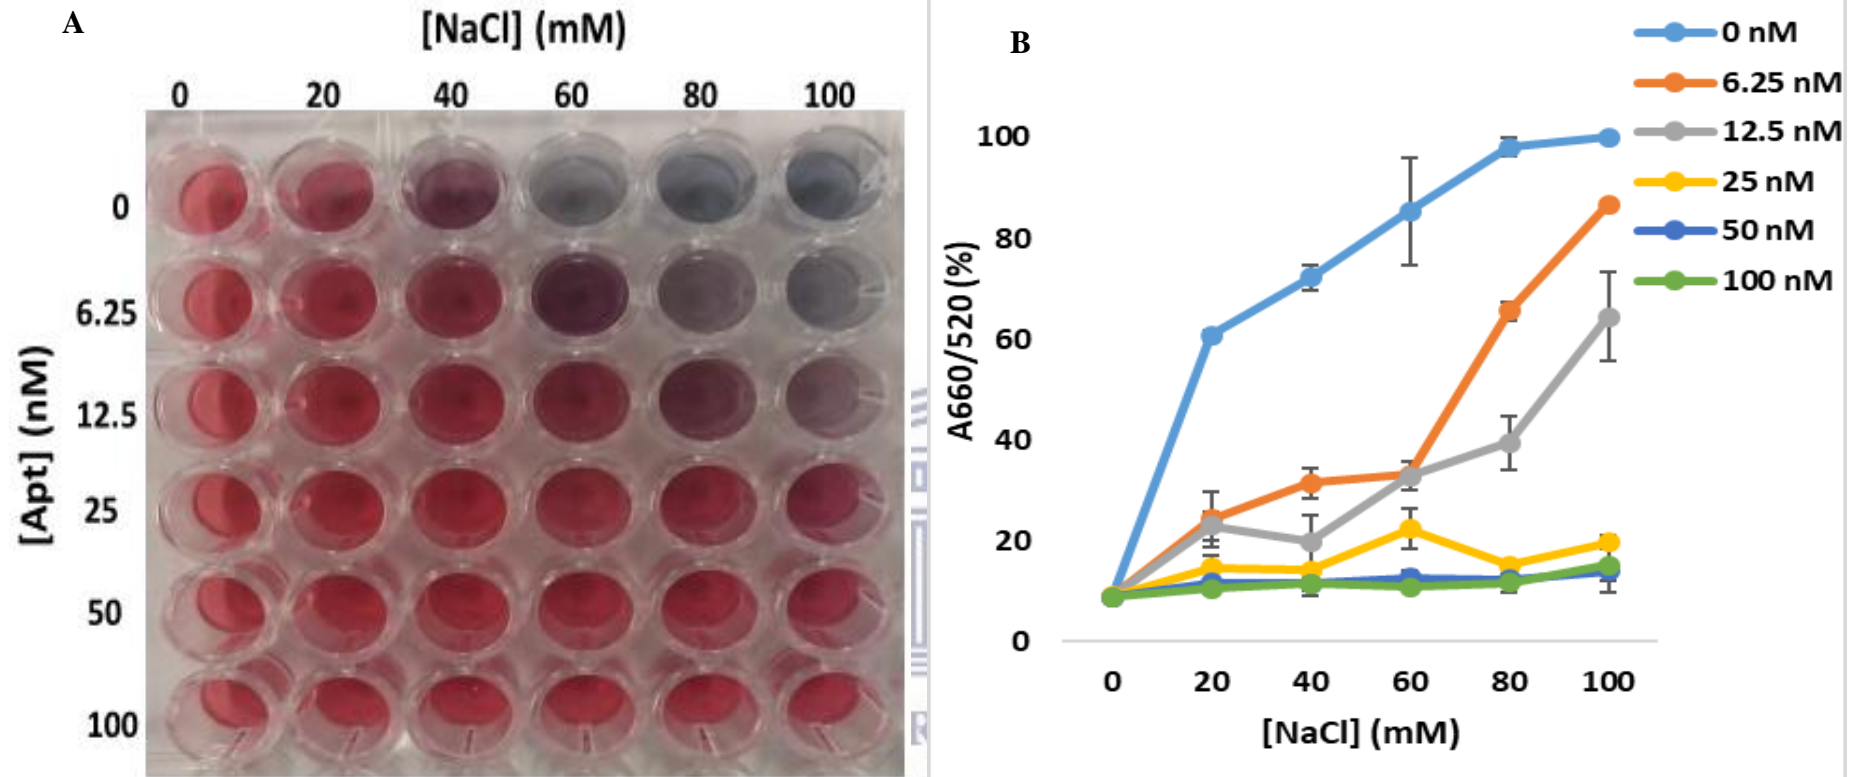 A
[NaCl] (mM)
0 20 40 60 80 100
[Apt] (nM)
0
6.25
12.5
25
50
100
B
0 nM
6.25 nM
12.5 nM
25 nM
50 nM
100 nM
A660/520 (%)
100
80
60
40
20
0
0 20 40 60 80 100
[NaCl] (mM)